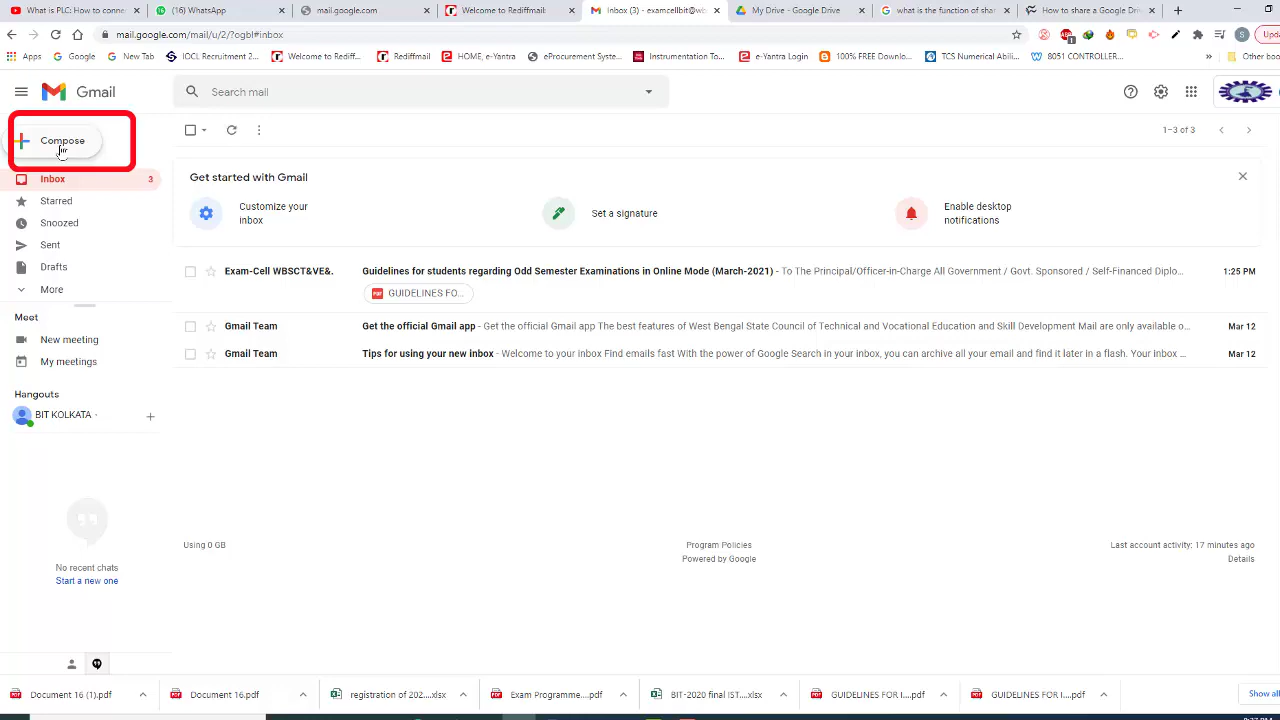 What is PLC: How to conne
(16) WhatsApp
mail.google.com
Welcome to Rediffmail:
Inbox (3) - examcellbit@wb
My Drive - Google Drive
what is the function of shar
How to share a Google Driv
mail.google.com/mail/u/2/?ogbl#inbox
Upda
Apps
Google
New Tab
IOCL Recruitment 2...
Welcome to Rediff...
Rediffmail
HOME, e-Yantra
eProcurement System...
Instrumentation To...
e-Yantra Login
100% FREE Downlo...
TCS Numerical Abili...
8051 CONTROLLER...
Other boo
Gmail
Search mail
Compose
1–3 of 3
Inbox 3
Starred
Snoozed
Sent
Drafts
More
Get started with Gmail
Customize your
inbox
Set a signature
Enable desktop
notifications
Exam-Cell WBSCT&VE&. Guidelines for students regarding Odd Semester Examinations in Online Mode (March-2021) - To The Principal/Officer-in-Charge All Government / Govt. Sponsored / Self-Financed Diplo... 1:25 PM
GUIDELINES FO...
Gmail Team Get the official Gmail app - Get the official Gmail app The best features of West Bengal State Council of Technical and Vocational Education and Skill Development Mail are only available o... Mar 12
Gmail Team Tips for using your new inbox - Welcome to your inbox Find emails fast With the power of Google Search in your inbox, you can archive all your email and find it later in a flash. Your inbox ... Mar 12
Meet
New meeting
My meetings
Hangouts
BIT KOLKATA
No recent chats
Start a new one
Using 0 GB
Program Policies
Powered by Google
Last account activity: 17 minutes ago
Details
Document 16 (1).pdf
Document 16.pdf
registration of 202....xlsx
Exam Programme....pdf
BIT-2020 final IST....xlsx
GUIDELINES FOR I....pdf
GUIDELINES FOR I....pdf
Show all